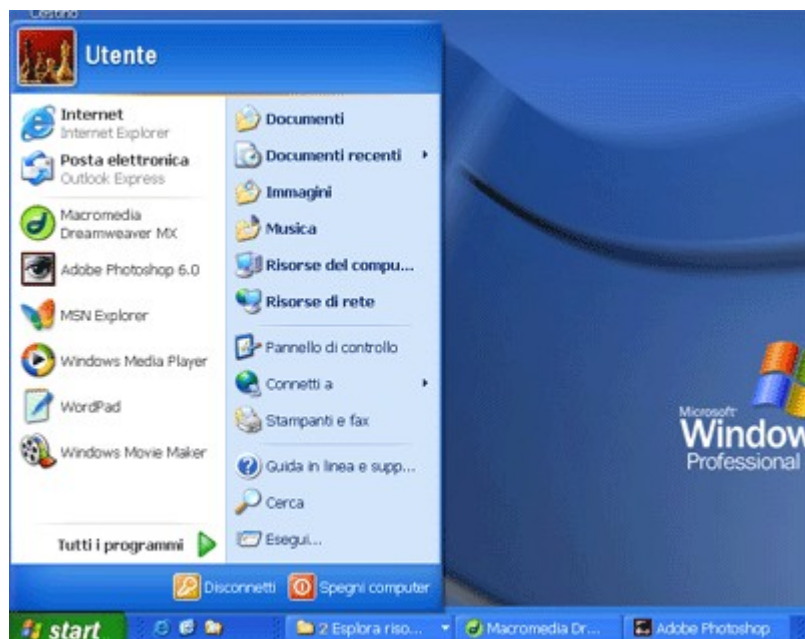 Cestino
Utente
Internet
Internet Explorer
Posta elettronica
Outlook Express
Macromedia
Dreamweaver MX
Adobe Photoshop 6.0
MSN Explorer
Windows Media Player
WordPad
Windows Movie Maker
Tutti i programmi
Documenti
Documenti recenti
Immagini
Musica
Risorse del compu...
Risorse di rete
Pannello di controllo
Connetti a
Stampanti e fax
Guida in linea e supp...
Cerca
Esegui...
Disconnetti
Spegni computer
Microsoft
Window
Professional
start
2 Esplora riso...
Macromedia Dr...
Adobe Photoshop